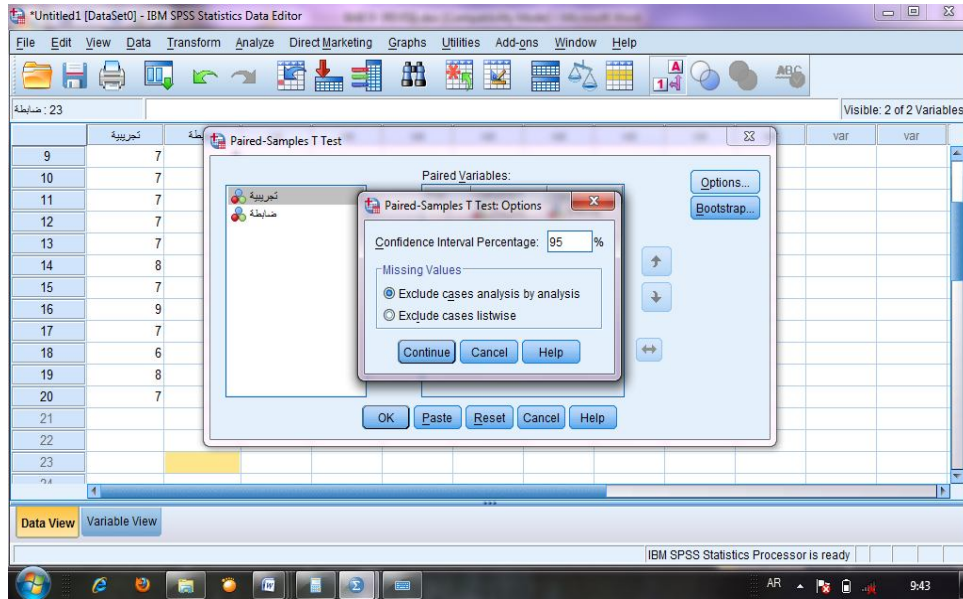 *Untitled1 [DataSet0] - IBM SPSS Statistics Data Editor
File Edit View Data Transform Analyze Direct Marketing Graphs Utilities Add-ons Window Help
23 : ضابطة
Visible: 2 of 2 Variables
تجريبية
var var
9 7
10 7
11 7
12 7
13 7
14 8
15 7
16 9
17 7
18 6
19 8
20 7
21
22
23
24
Paired-Samples T Test
Paired Variables:
تجريبية
ضابطة
Options...
Bootstrap...
Paired-Samples T Test: Options
Confidence Interval Percentage: 95 %
Missing Values
Exclude cases analysis by analysis
Exclude cases listwise
Continue Cancel Help
OK Paste Reset Cancel Help
Data View Variable View
IBM SPSS Statistics Processor is ready
AR 9:43